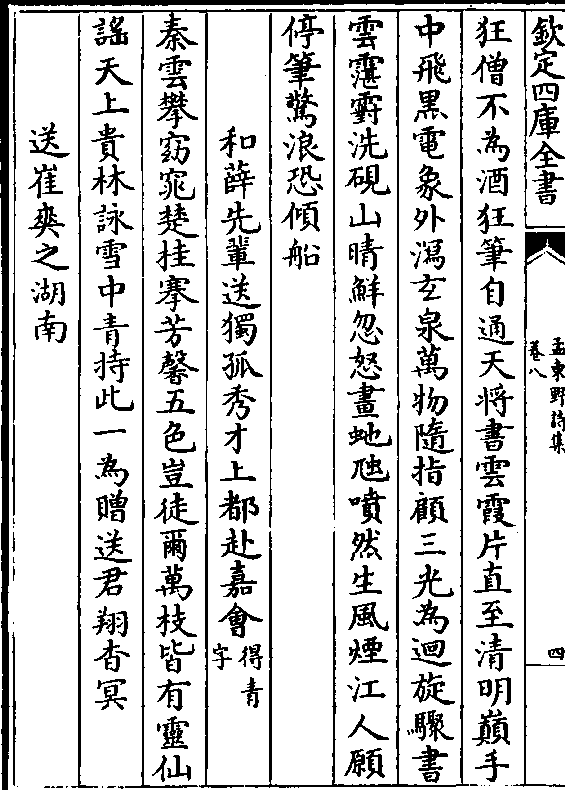 欽定四庫全書
孟東野詩集
卷八
四
狂僧不為酒狂筆自通天将書雲霞片直至清明巔手
中飛黑電象外瀉玄泉萬物隨指顧三光為迴旋驟書
雲霮䨴洗硯山晴鮮忽怒畫虵虺噴然生風煙江人願
停筆驚浪恐傾船
和薛先輩送獨孤秀才上都赴嘉會得青字
秦雲攀窈窕楚桂搴芳馨五色豈徒爾萬枝皆有靈仙
謡天上貴林詠雪中青持此一為贈送君翔杳冥
送崔爽之湖南